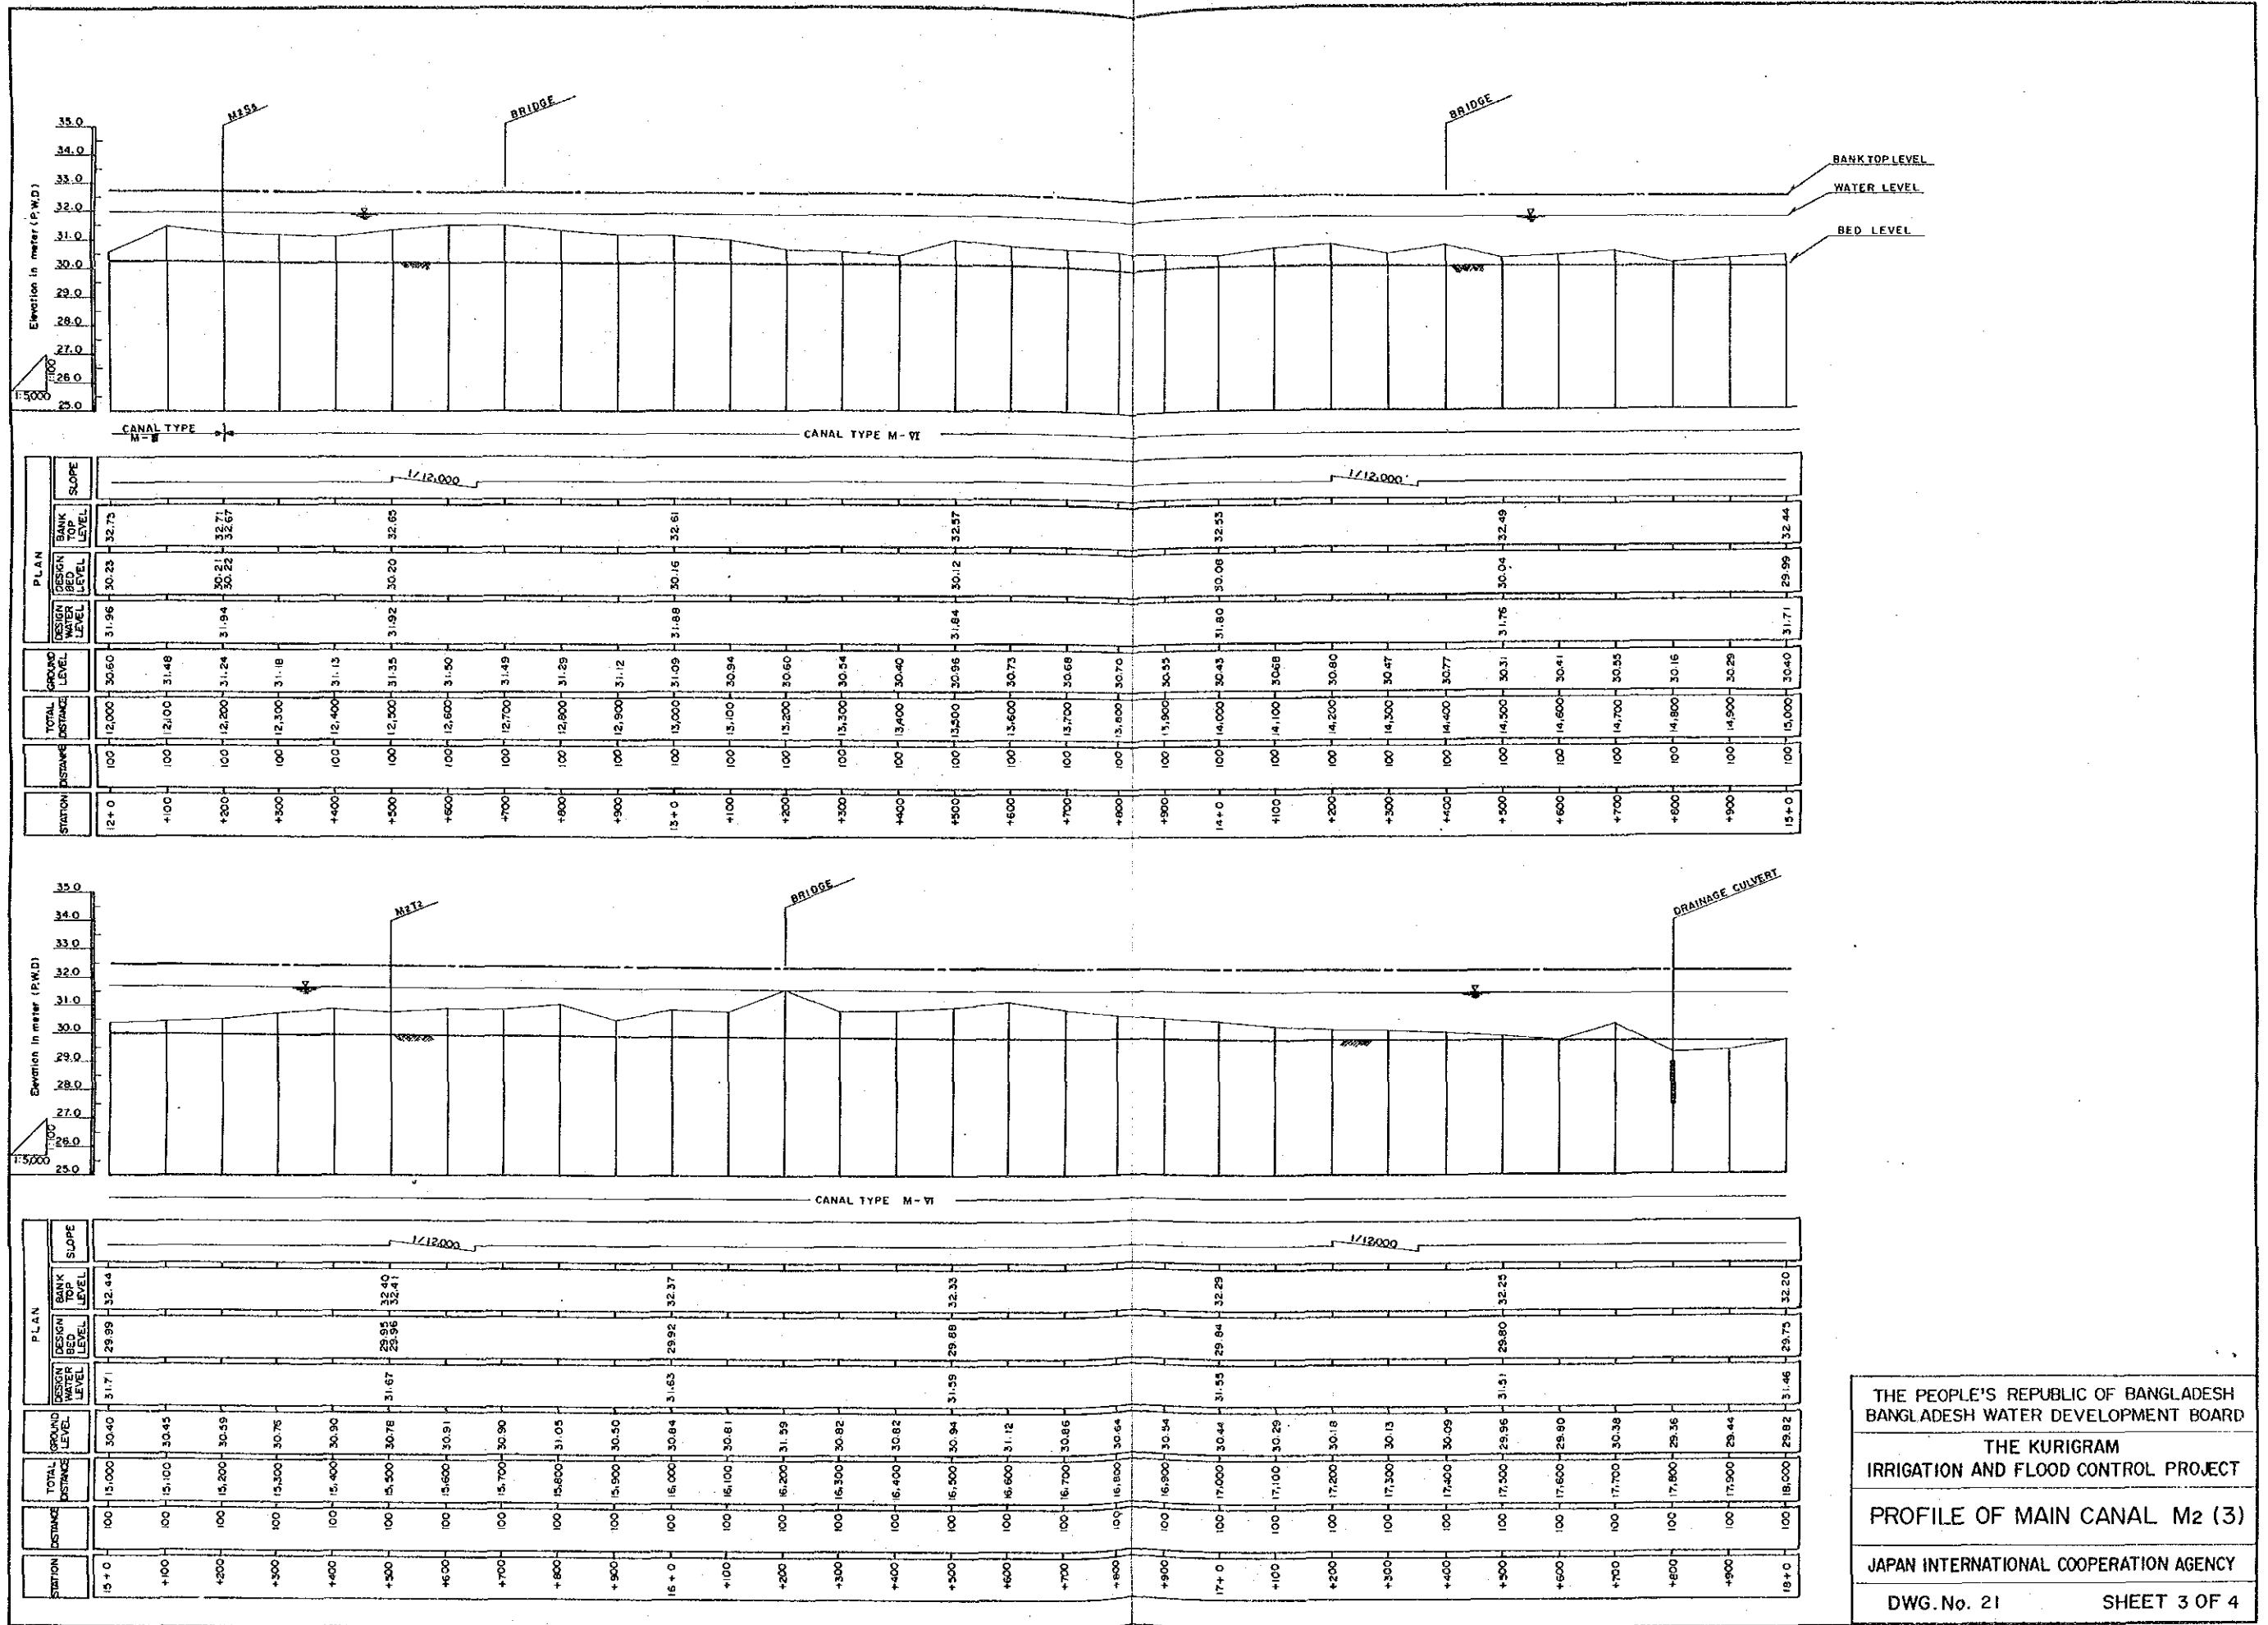 M2S5
BRIDGE
BRIDGE
35.0
34.0
33.0
32.0
31.0
30.0
29.0
28.0
27.0
26.0
25.0
Elevation in meter (P.W.D)
1:100
1:5,000
BANK TOP LEVEL
WATER LEVEL
BED LEVEL
CANAL TYPE
CANAL TYPE M-VI
PLAN
SLOPE 1/12,000 1/12,000
BANK TOP LEVEL 32.73 32.71 32.67 32.65 32.61 32.57 32.53 32.49 32.44
DESIGN BED LEVEL 30.23 30.21 30.22 30.20 30.16 30.12 30.08 30.04 29.99
DESIGN WATER LEVEL 31.96 31.94 31.92 31.88 31.84 31.80 31.76 31.71
GROUND LEVEL 30.60 31.48 31.24 31.18 31.13 31.35 31.50 31.49 31.29 31.12 31.09 30.94 30.60 30.54 30.40 30.96 30.73 30.68 30.70 30.55 30.43 30.68 30.80 30.47 30.77 30.31 30.41 30.55 30.16 30.29 30.40
TOTAL DISTANCE 12,000 12,100 12,200 12,300 12,400 12,500 12,600 12,700 12,800 12,900 13,000 13,100 13,200 13,300 13,400 13,500 13,600 13,700 13,800 13,900 14,000 14,100 14,200 14,300 14,400 14,500 14,600 14,700 14,800 14,900 15,000
DISTANCE 100 100 100 100 100 100 100 100 100 100 100 100 100 100 100 100 100 100 100 100 100 100 100 100 100 100 100 100 100 100 100
STATION 12+0 +100 +200 +300 +400 +500 +600 +700 +800 +900 13+0 +100 +200 +300 +400 +500 +600 +700 +800 +900 14+0 +100 +200 +300 +400 +500 +600 +700 +800 +900 15+0
M2T2
BRIDGE
DRAINAGE CULVERT
35.0
34.0
33.0
32.0
31.0
30.0
29.0
28.0
27.0
26.0
25.0
Elevation in meter (P.W.D)
1:100
1:5,000
CANAL TYPE M-VI
PLAN
SLOPE 1/12,000 1/12,000
BANK TOP LEVEL 32.44 32.40 32.41 32.37 32.33 32.29 32.25 32.20
DESIGN BED LEVEL 29.99 29.95 29.96 29.92 29.88 29.84 29.80 29.75
DESIGN WATER LEVEL 31.71 31.67 31.63 31.59 31.55 31.51 31.46
GROUND LEVEL 30.40 30.45 30.59 30.76 30.90 30.78 30.91 30.90 31.05 30.50 30.84 30.81 31.59 30.82 30.82 30.94 31.12 30.86 30.64 30.54 30.44 30.29 30.18 30.13 30.09 29.96 29.80 30.38 29.36 29.44 29.82
TOTAL DISTANCE 15,000 15,100 15,200 15,300 15,400 15,500 15,600 15,700 15,800 15,900 16,000 16,100 16,200 16,300 16,400 16,500 16,600 16,700 16,800 16,900 17,000 17,100 17,200 17,300 17,400 17,500 17,600 17,700 17,800 17,900 18,000
DISTANCE 100 100 100 100 100 100 100 100 100 100 100 100 100 100 100 100 100 100 100 100 100 100 100 100 100 100 100 100 100 100 100
STATION 15+0 +100 +200 +300 +400 +500 +600 +700 +800 +900 16+0 +100 +200 +300 +400 +500 +600 +700 +800 +900 17+0 +100 +200 +300 +400 +500 +600 +700 +800 +900 18+0
THE PEOPLE'S REPUBLIC OF BANGLADESH
BANGLADESH WATER DEVELOPMENT BOARD
THE KURIGRAM
IRRIGATION AND FLOOD CONTROL PROJECT
PROFILE OF MAIN CANAL M2 (3)
JAPAN INTERNATIONAL COOPERATION AGENCY
DWG. No. 21 SHEET 3 OF 4